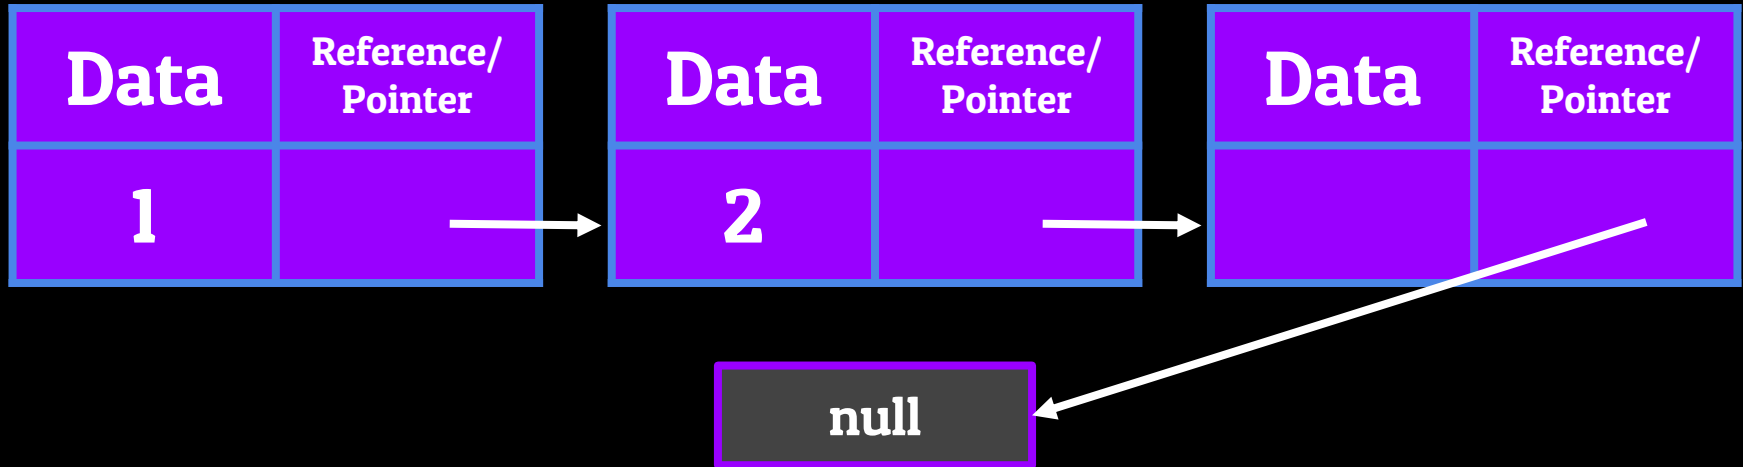 Data
Reference/
Pointer
Data
Reference/
Pointer
Data
Reference/
Pointer
1
2
null